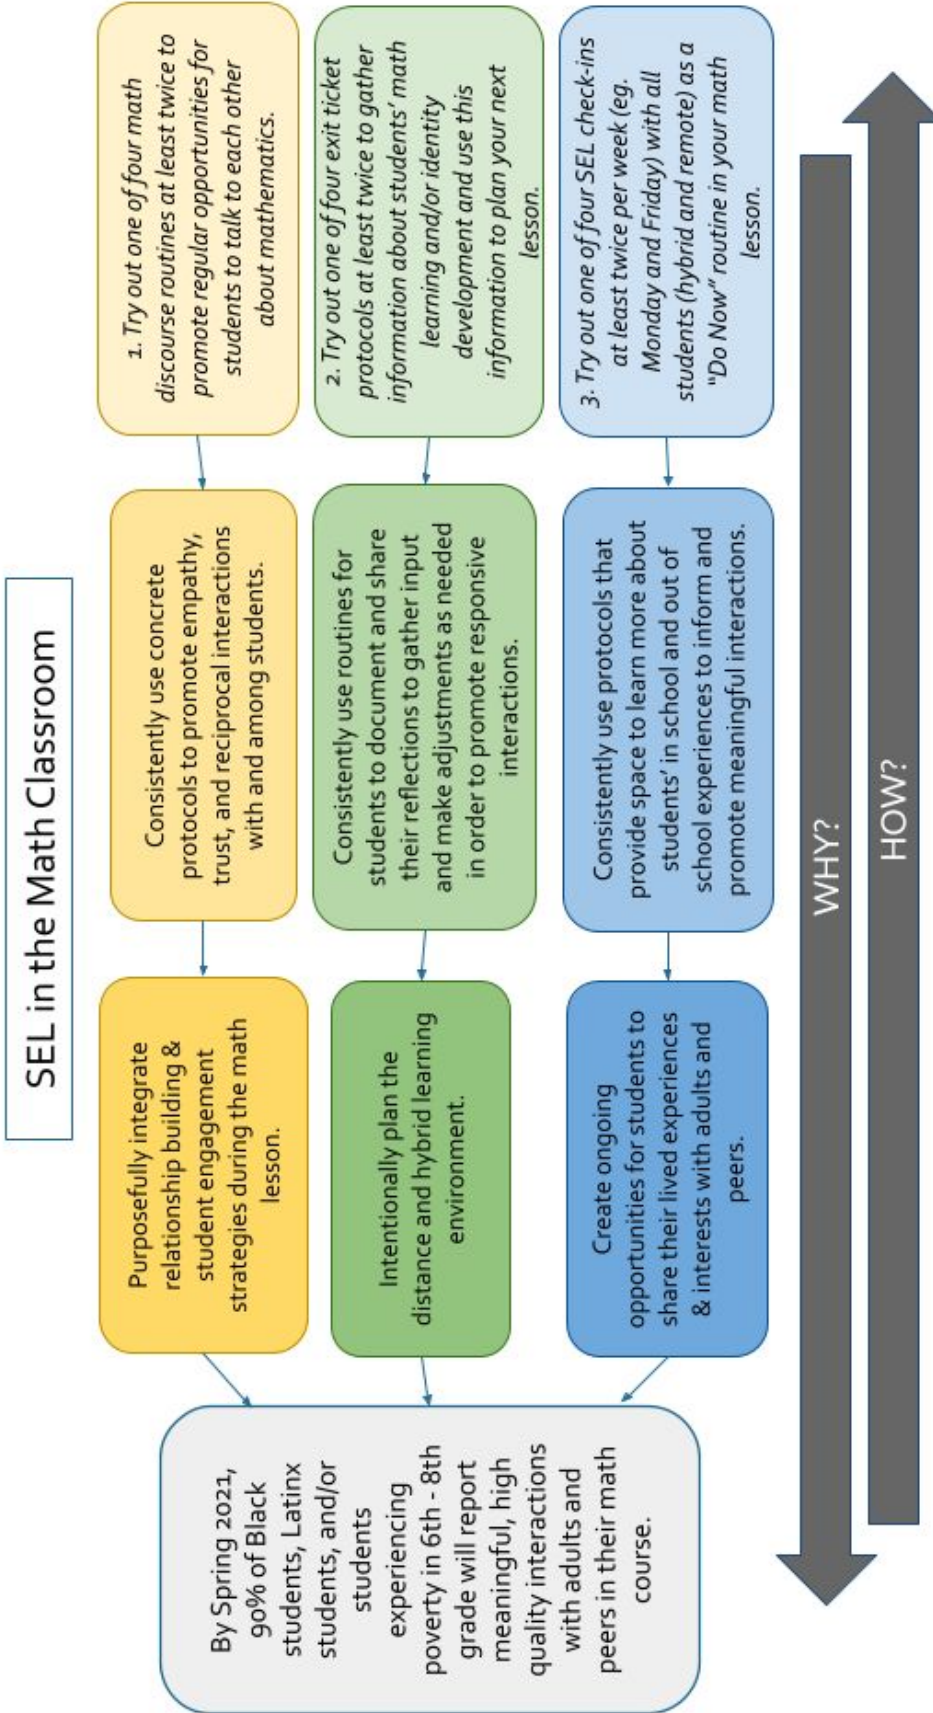 SEL in the Math Classroom
By Spring 2021,
90% of Black
students, Latinx
students, and/or
students
experiencing
poverty in 6th - 8th
grade will report
meaningful, high
quality interactions
with adults and
peers in their math
course.
Purposefully integrate
relationship building &
student engagement
strategies during the math
lesson.
Consistently use concrete
protocols to promote empathy,
trust, and reciprocal interactions
with and among students.
1. Try out one of four math
discourse routines at least twice to
promote regular opportunities for
students to talk to each other
about mathematics.
Intentionally plan the
distance and hybrid learning
environment.
Consistently use routines for
students to document and share
their reflections to gather input
and make adjustments as needed
in order to promote responsive
interactions.
2. Try out one of four exit ticket
protocols at least twice to gather
information about students' math
learning and/or identity
development and use this
information to plan your next
lesson.
Create ongoing
opportunities for students to
share their lived experiences
& interests with adults and
peers.
Consistently use protocols that
provide space to learn more about
students' in school and out of
school experiences to inform and
promote meaningful interactions.
3. Try out one of four SEL check-ins
at least twice per week (eg.
Monday and Friday) with all
students (hybrid and remote) as a
"Do Now" routine in your math
lesson.
WHY?
HOW?